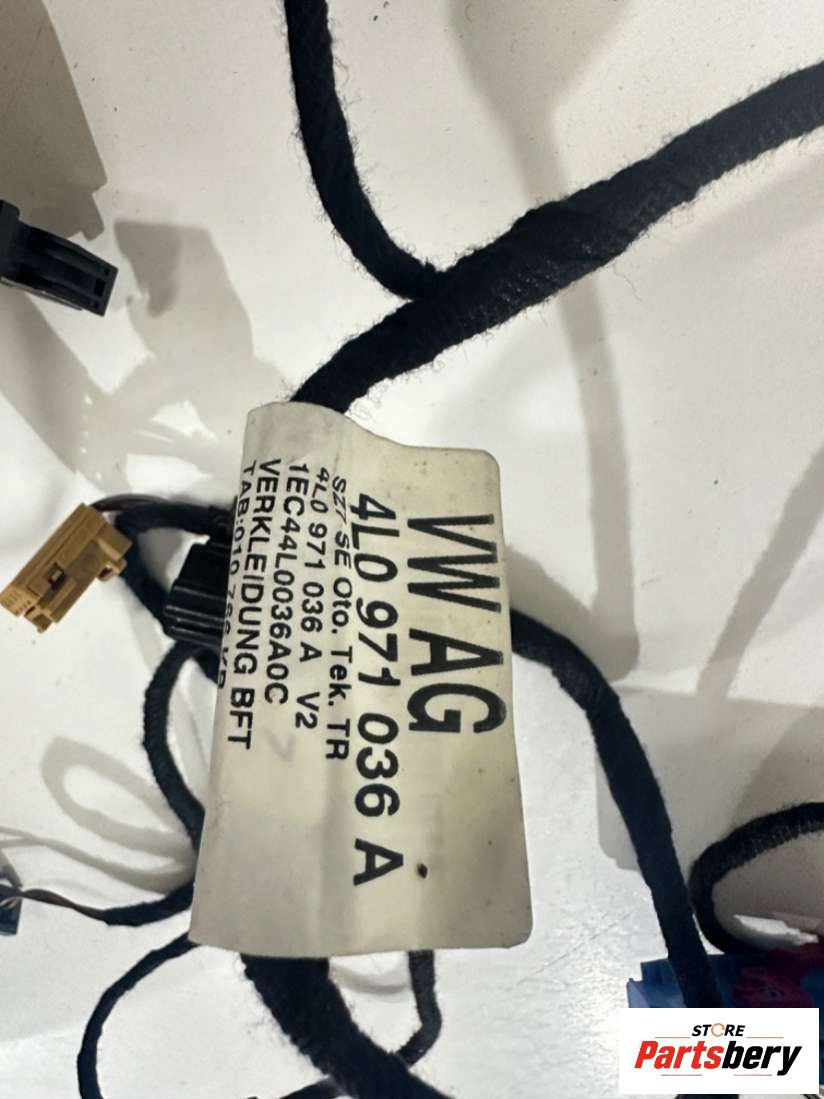 VW AG
4L0 971 036 A
SZT SE Oto. Tek. TR
4L0 971 036 A V2
1EC44L0036A0C
VERKLEIDUNG BFT
STORE
Partsbery